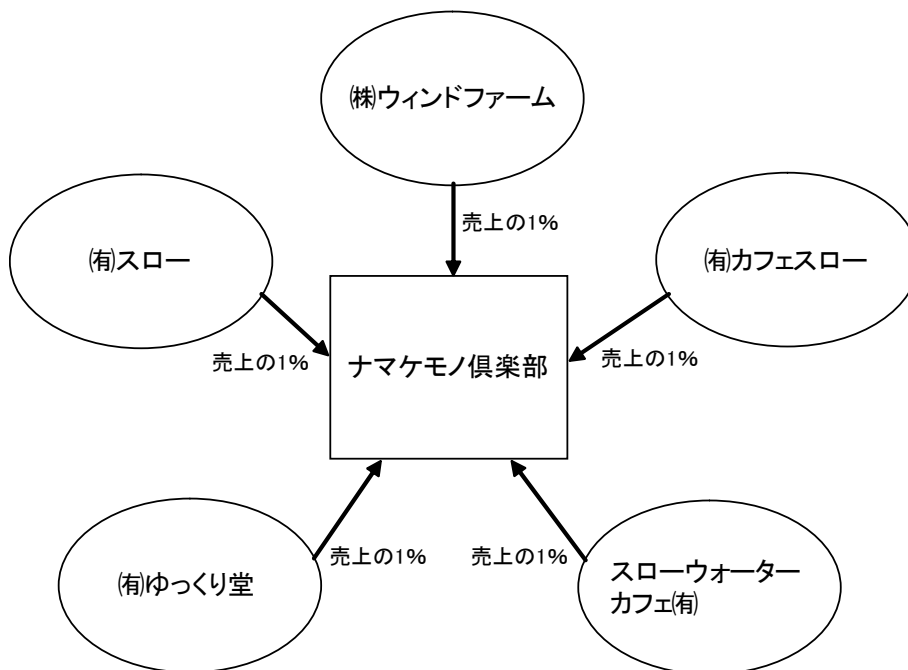 ㈱ウィンドファーム
売上の1%
㈲スロー
㈲カフェスロー
売上の1%
ナマケモノ倶楽部
売上の1%
㈲ゆっくり堂
売上の1%
売上の1%
スローウォーター
カフェ㈲